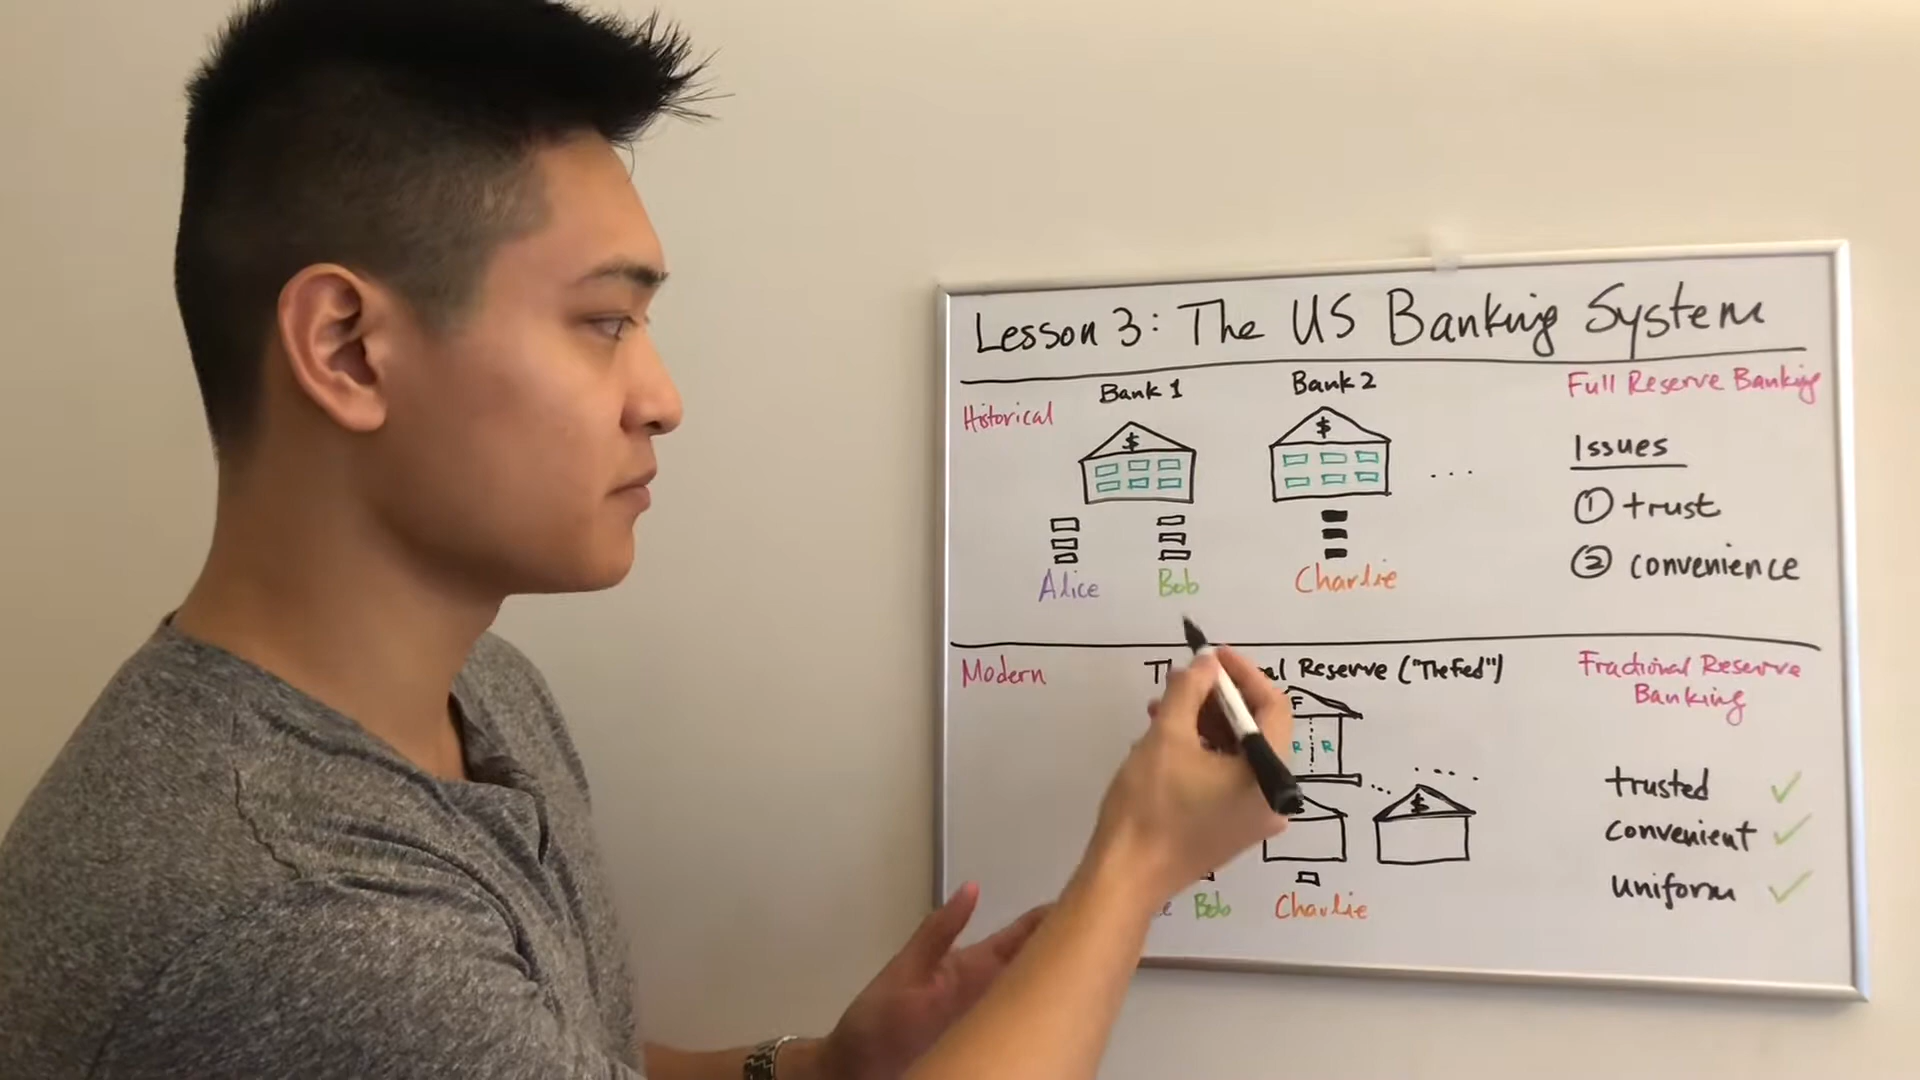 Lesson 3: The US Banking System
Historical
Bank 1
Bank 2
Full Reserve Banking
$
$
. . .
Issues
① trust
② convenience
Alice
Bob
Charlie
Modern
Reserve ("The Fed")
Fractional Reserve
Banking
F
R R
$
trusted ✓
convenient ✓
uniform ✓
Bob
Charlie